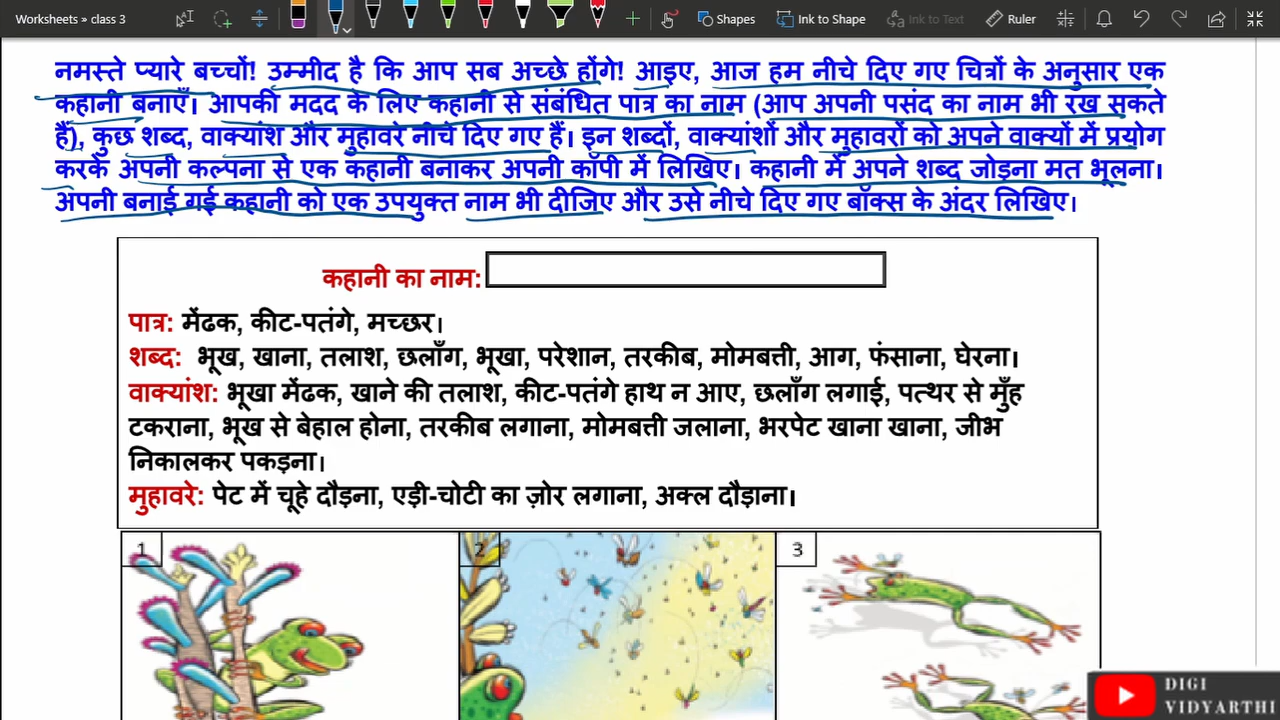 Worksheets » class 3
Shapes
Ink to Shape
Ink to Text
Ruler
नमस्ते प्यारे बच्चों! उम्मीद है कि आप सब अच्छे होंगे! आइए, आज हम नीचे दिए गए चित्रों के अनुसार एक
कहानी बनाएँ। आपकी मदद के लिए कहानी से संबंधित पात्र का नाम (आप अपनी पसंद का नाम भी रख सकते
हैं), कुछ शब्द, वाक्यांश और मुहावरे नीचे दिए गए हैं। इन शब्दों, वाक्यांशों और मुहावरों को अपने वाक्यों में प्रयोग
करके अपनी कल्पना से एक कहानी बनाकर अपनी कॉपी में लिखिए। कहानी में अपने शब्द जोड़ना मत भूलना।
अपनी बनाई गई कहानी को एक उपयुक्त नाम भी दीजिए और उसे नीचे दिए गए बॉक्स के अंदर लिखिए।
कहानी का नाम:
पात्र: मेंढक, कीट-पतंगे, मच्छर।
शब्द: भूख, खाना, तलाश, छलाँग, भूखा, परेशान, तरकीब, मोमबत्ती, आग, फंसाना, घेरना।
वाक्यांश: भूखा मेंढक, खाने की तलाश, कीट-पतंगे हाथ न आए, छलाँग लगाई, पत्थर से मुँह
टकराना, भूख से बेहाल होना, तरकीब लगाना, मोमबत्ती जलाना, भरपेट खाना खाना, जीभ
निकालकर पकड़ना।
मुहावरे: पेट में चूहे दौड़ना, एड़ी-चोटी का ज़ोर लगाना, अक्ल दौड़ाना।
1
2
3
DIGI
VIDYARTHI